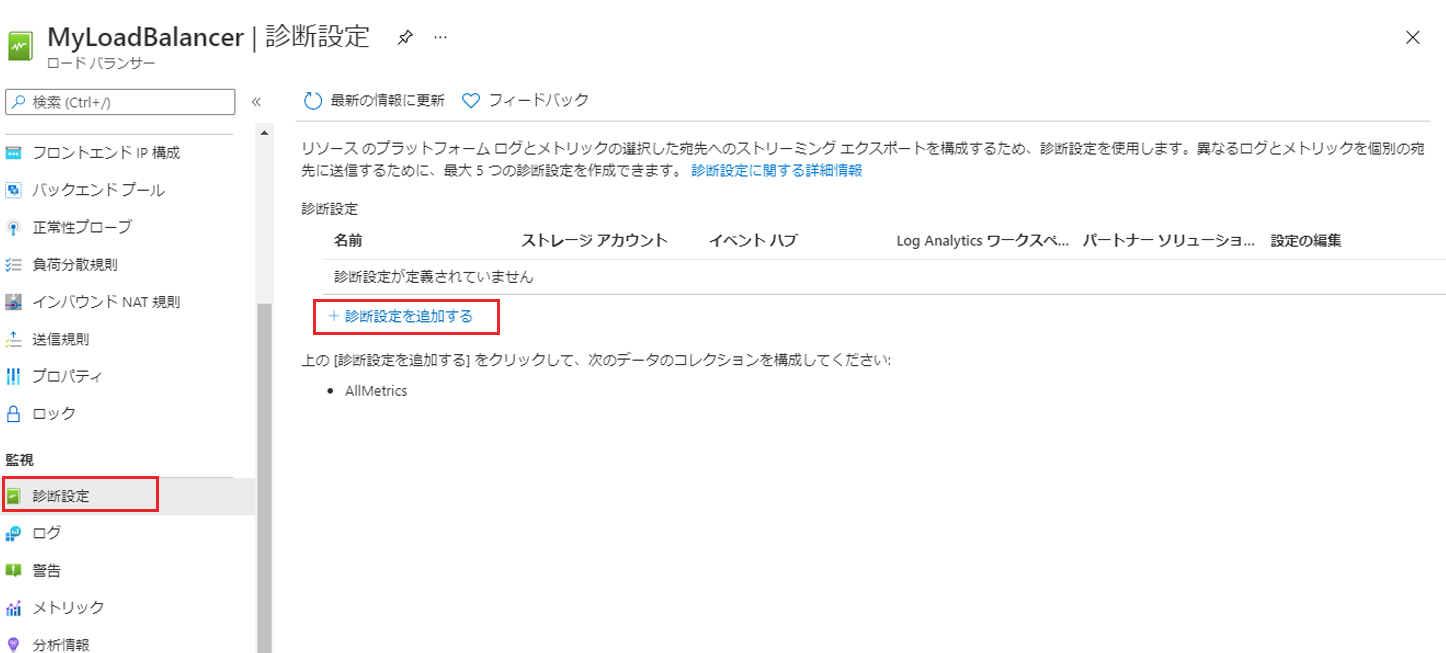 MyLoadBalancer | 診断設定 ...
ロード バランサー
検索 (Ctrl+/)
«
フロントエンド IP 構成
バックエンド プール
正常性プローブ
負荷分散規則
インバウンド NAT 規則
送信規則
プロパティ
ロック
監視
診断設定
ログ
警告
メトリック
分析情報
最新の情報に更新 フィードバック
リソース のプラットフォーム ログとメトリックの選択した宛先へのストリーミング エクスポートを構成するため、診断設定を使用します。異なるログとメトリックを個別の宛
先に送信するために、最大 5 つの診断設定を作成できます。 診断設定に関する詳細情報
診断設定
名前 ストレージ アカウント イベント ハブ Log Analytics ワークスペ... パートナー ソリューショ... 設定の編集
診断設定が定義されていません
+ 診断設定を追加する
上の [診断設定を追加する] をクリックして、次のデータのコレクションを構成してください:
• AllMetrics